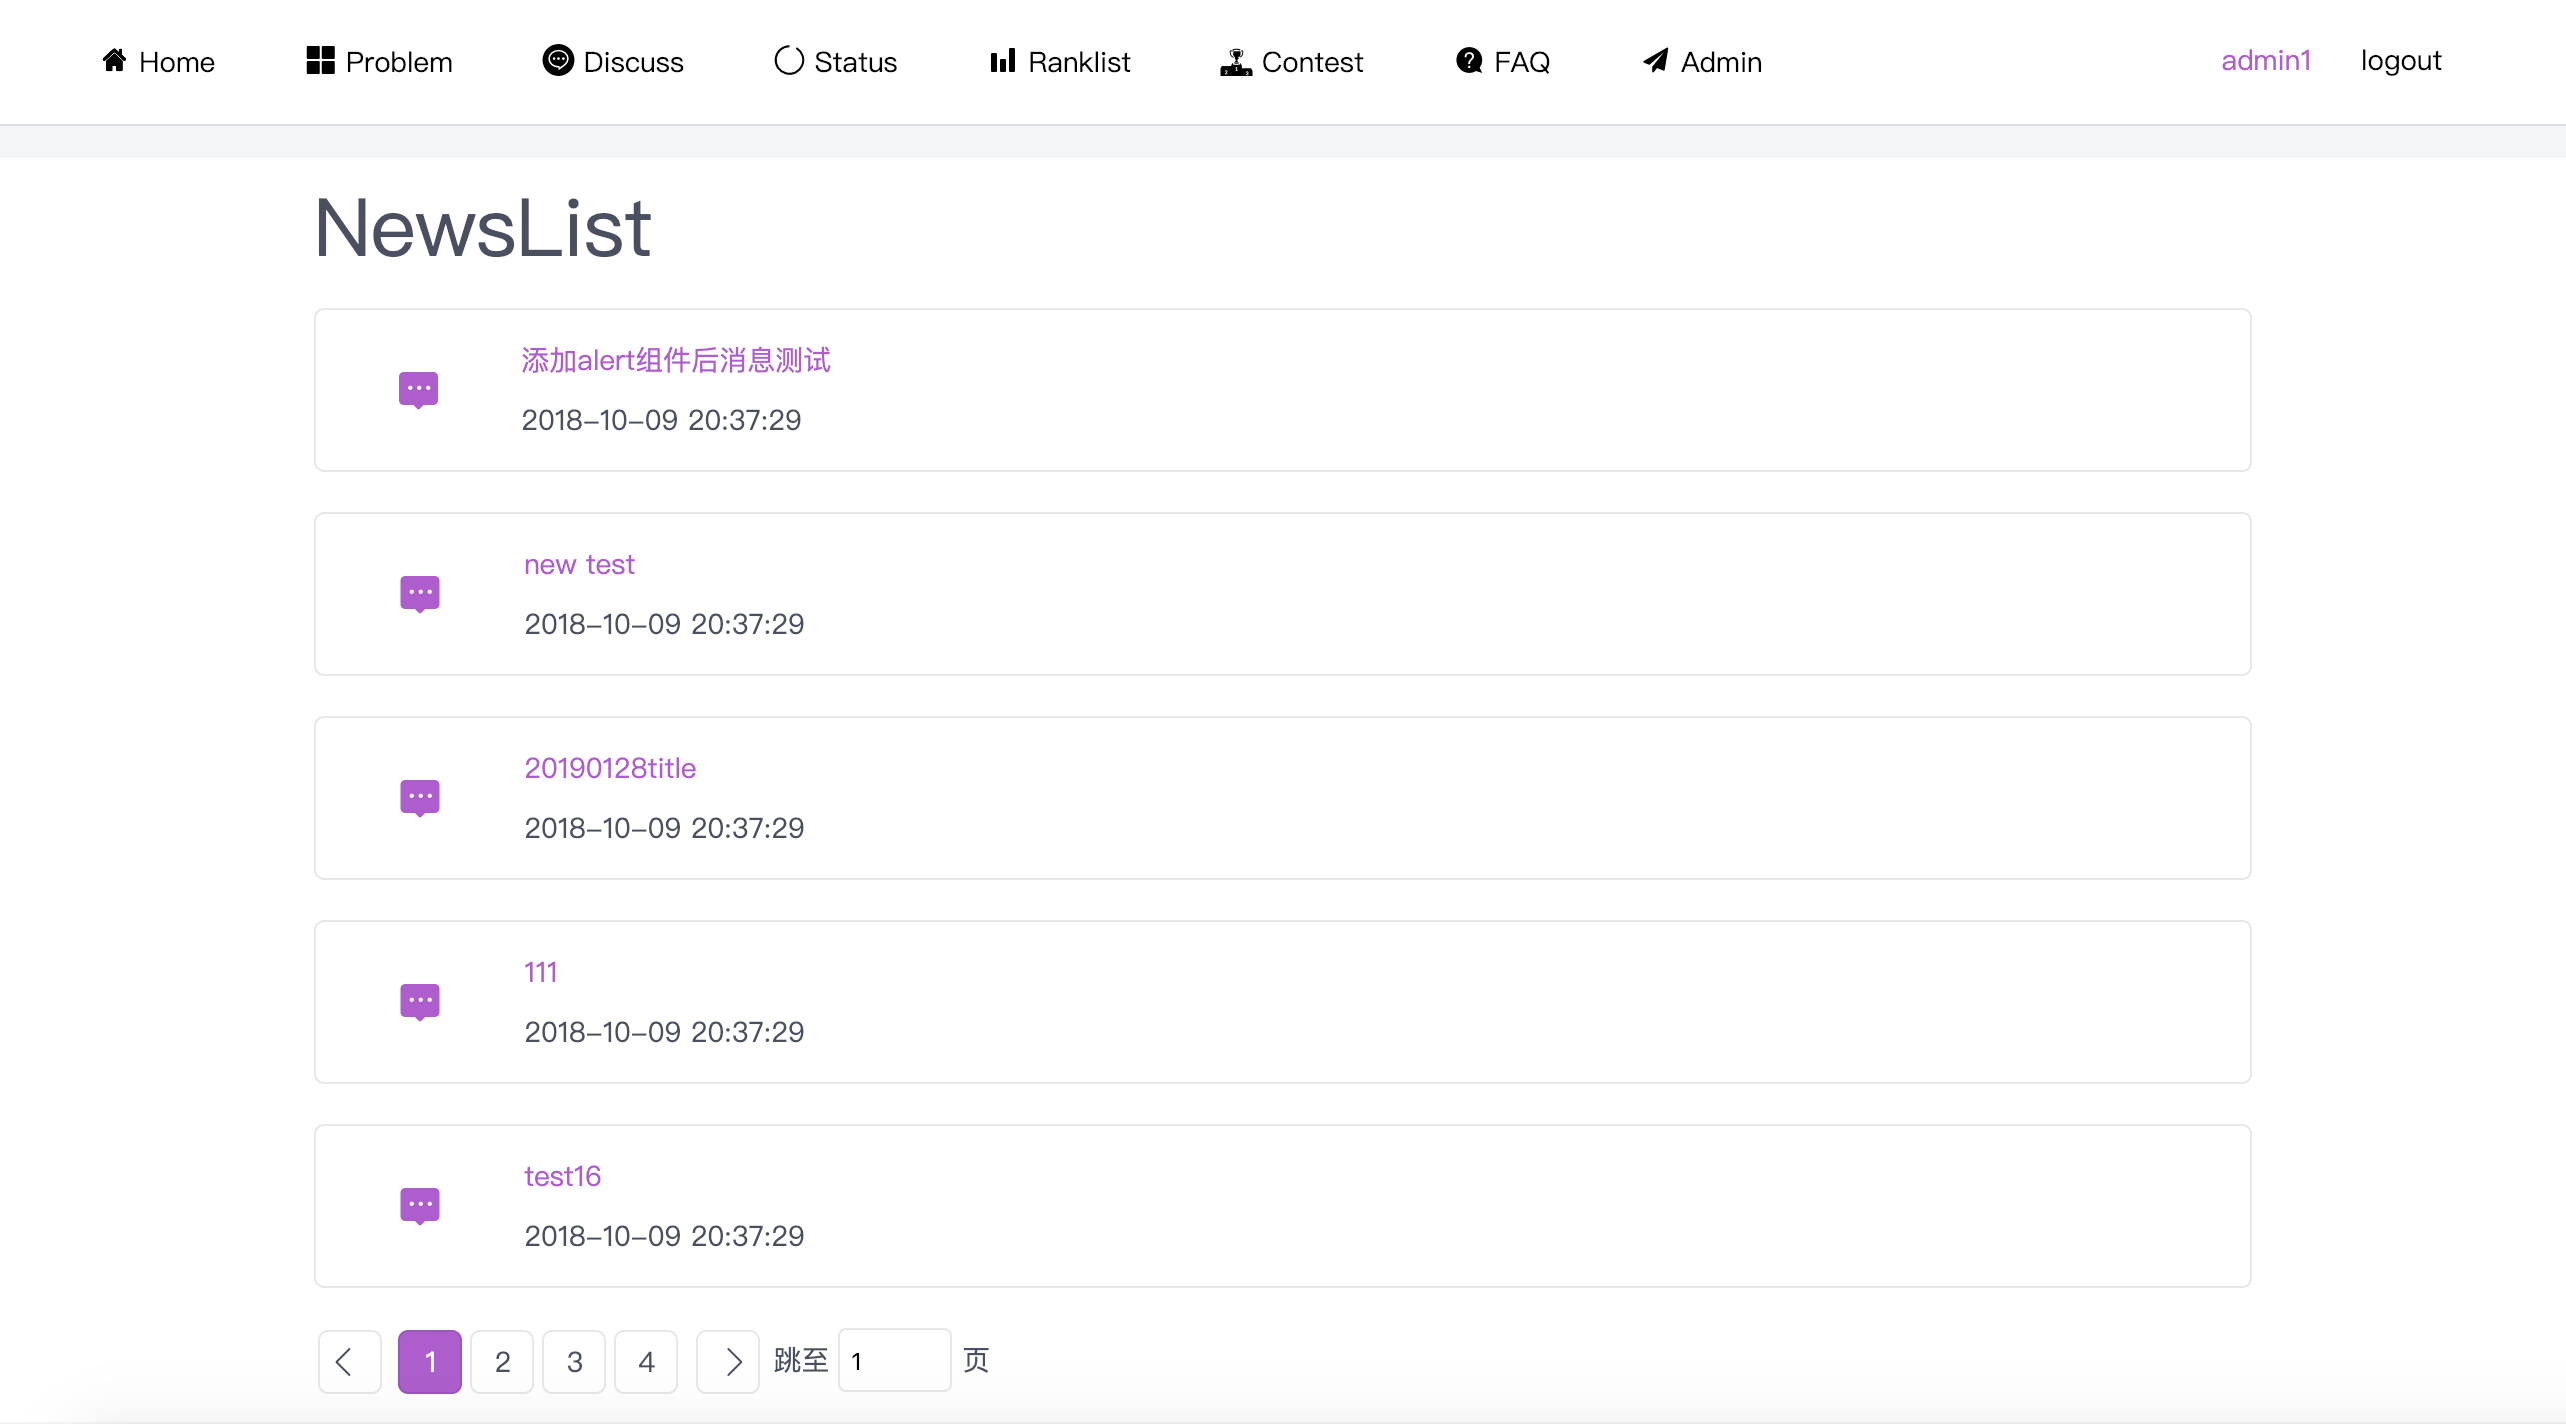 Home Problem Discuss Status Ranklist Contest FAQ Admin admin1 logout
NewsList
添加alert组件后消息测试
2018-10-09 20:37:29
new test
2018-10-09 20:37:29
20190128title
2018-10-09 20:37:29
111
2018-10-09 20:37:29
test16
2018-10-09 20:37:29
1 2 3 4 跳至 1 页